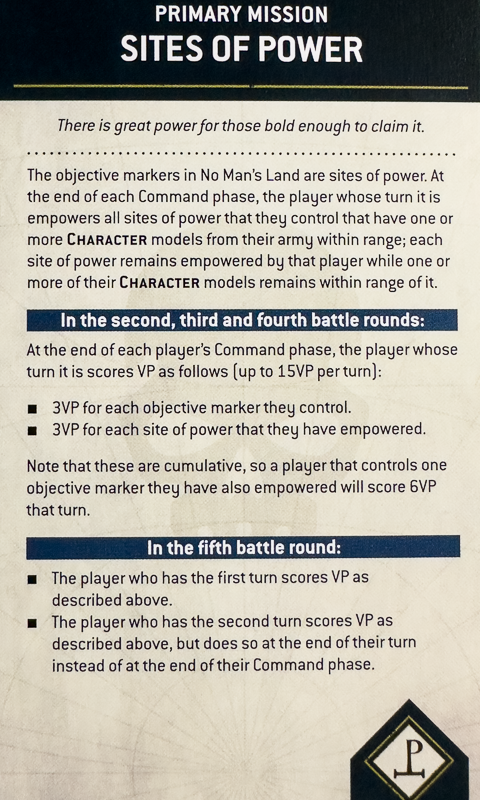 PRIMARY MISSION
SITES OF POWER
There is great power for those bold enough to claim it.
The objective markers in No Man's Land are sites of power. At
the end of each Command phase, the player whose turn it is
empowers all sites of power that they control that have one or
more CHARACTER models from their army within range; each
site of power remains empowered by that player while one or
more of their CHARACTER models remains within range of it.
In the second, third and fourth battle rounds:
At the end of each player's Command phase, the player whose
turn it is scores VP as follows (up to 15VP per turn):
■ 3VP for each objective marker they control.
■ 3VP for each site of power that they have empowered.
Note that these are cumulative, so a player that controls one
objective marker they have also empowered will score 6VP
that turn.
In the fifth battle round:
■ The player who has the first turn scores VP as
described above.
■ The player who has the second turn scores VP as
described above, but does so at the end of their turn
instead of at the end of their Command phase.
P